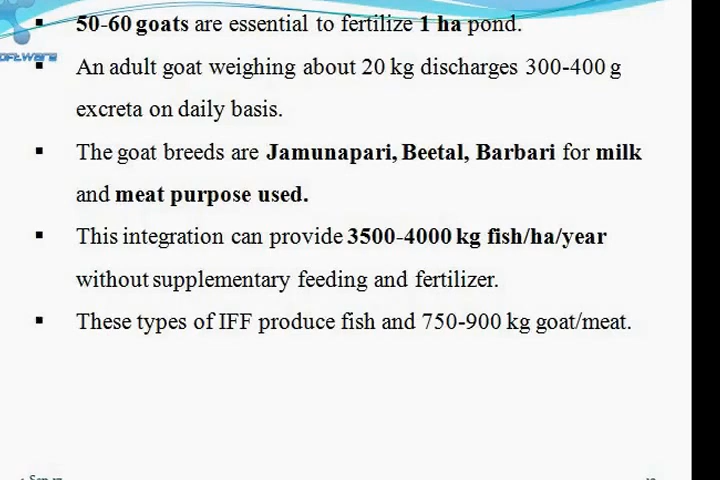 50-60 goats are essential to fertilize 1 ha pond.
An adult goat weighing about 20 kg discharges 300-400 g
excreta on daily basis.
The goat breeds are Jamunapari, Beetal, Barbari for milk
and meat purpose used.
This integration can provide 3500-4000 kg fish/ha/year
without supplementary feeding and fertilizer.
These types of IFF produce fish and 750-900 kg goat/meat.